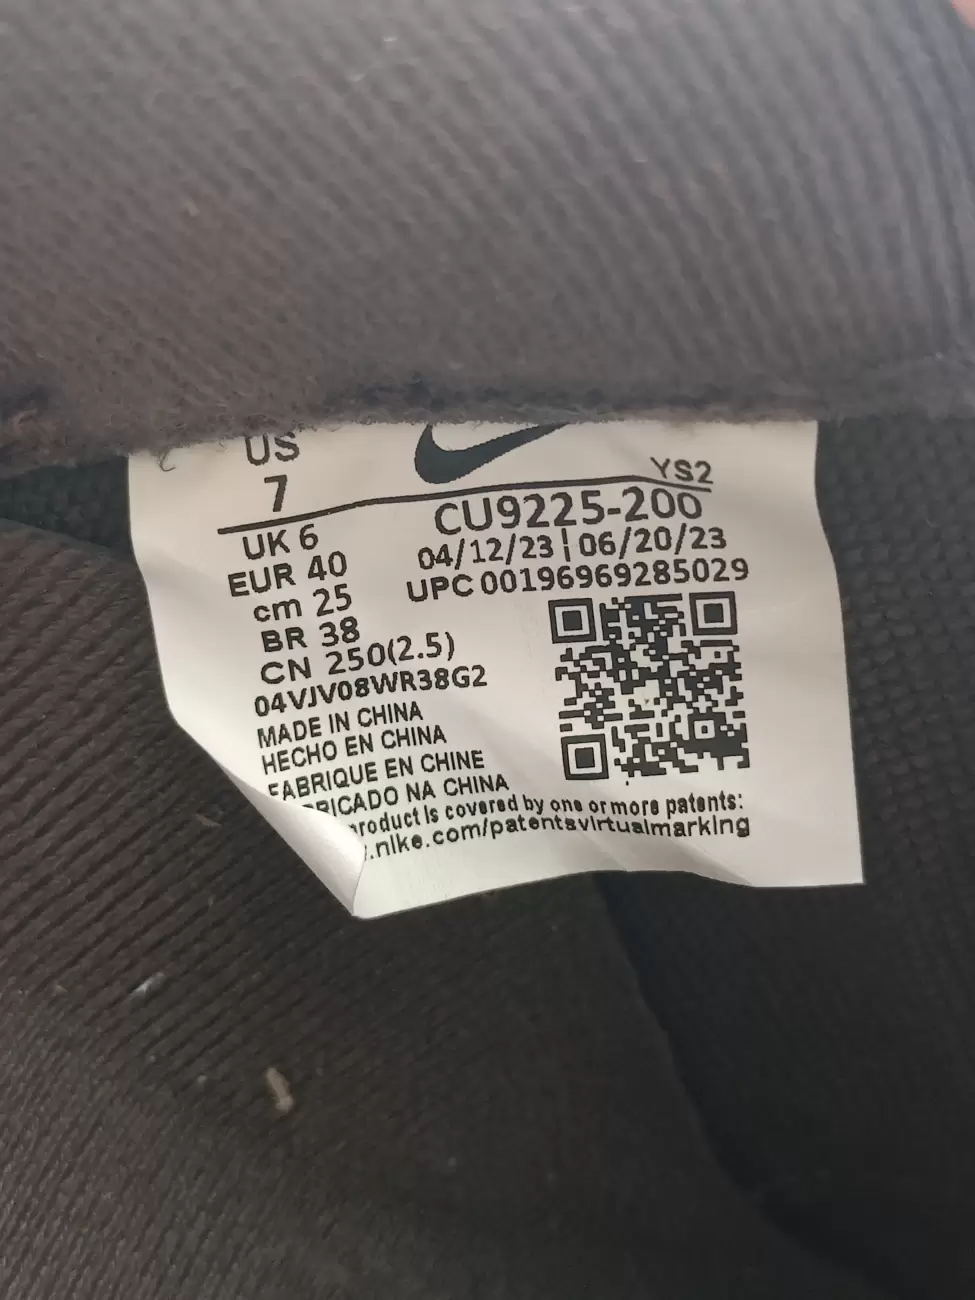 US
7
UK 6
EUR 40
cm 25
BR 38
CN 250(2.5)
04VJV08WR38G2
MADE IN CHINA
HECHO EN CHINA
FABRIQUE EN CHINE
RICADO NA CHINA
YS2
CU9225-200
04/12/23 | 06/20/23
UPC 00196969285029
product is covered by one or more patents:
.nike.com/patentsvirtualmarking